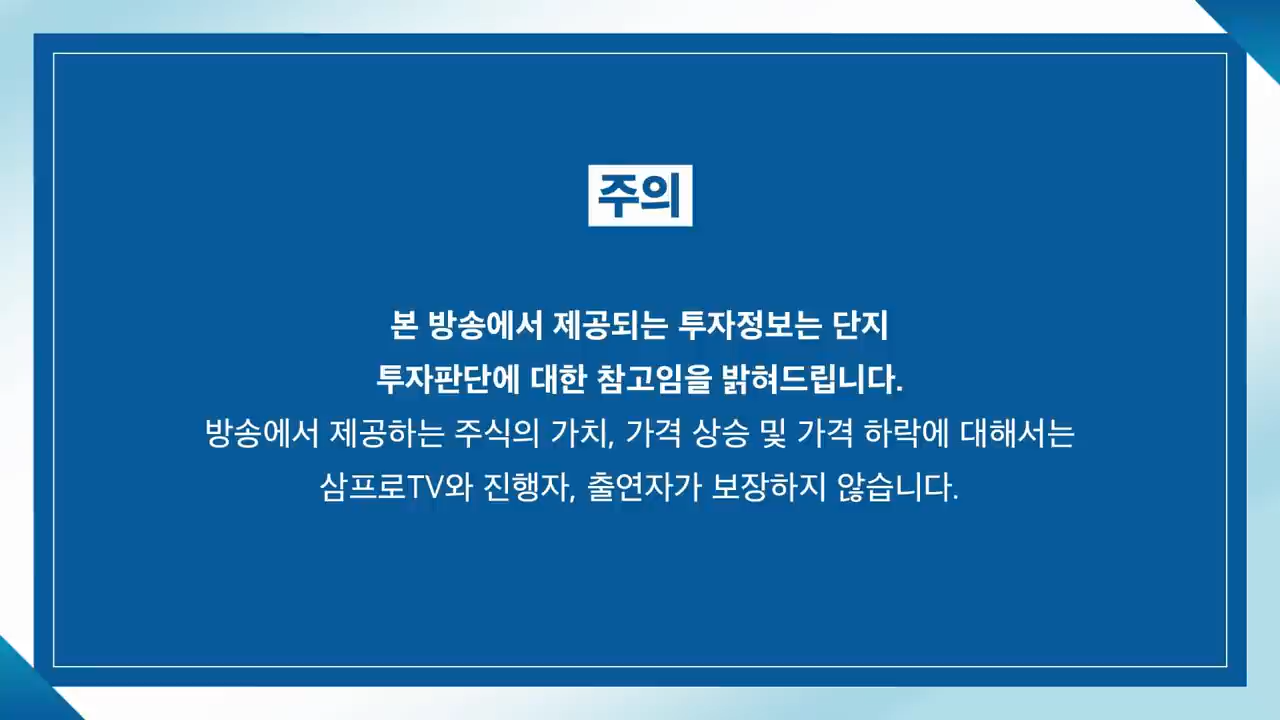 주의
본 방송에서 제공되는 투자정보는 단지
투자판단에 대한 참고임을 밝혀드립니다.
방송에서 제공하는 주식의 가치, 가격 상승 및 가격 하락에 대해서는
삼프로TV와 진행자, 출연자가 보장하지 않습니다.